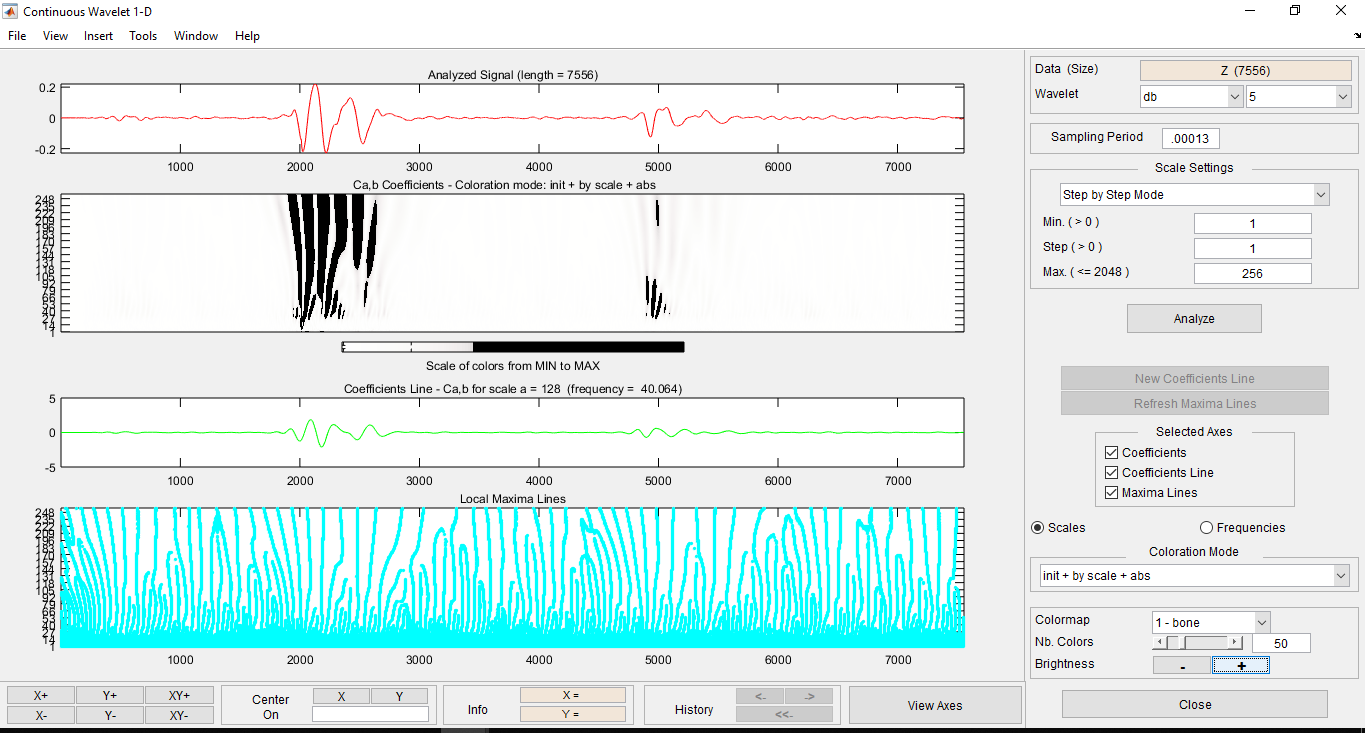 Continuous Wavelet 1-D
File View Insert Tools Window Help
Analyzed Signal (length = 7556)
0.2
0
-0.2
1000 2000 3000 4000 5000 6000 7000
Ca,b Coefficients - Coloration mode: init + by scale + abs
248
235
222
209
196
183
170
157
144
131
118
105
92
79
66
53
40
27
14
1
Scale of colors from MIN to MAX
Coefficients Line - Ca,b for scale a = 128 (frequency = 40.064)
5
0
-5
1000 2000 3000 4000 5000 6000 7000
Local Maxima Lines
248
235
222
209
196
183
170
157
144
131
118
105
92
79
66
53
40
27
14
1
1000 2000 3000 4000 5000 6000 7000
Data (Size) Z (7556)
Wavelet db 5
Sampling Period .00013
Scale Settings
Step by Step Mode
Min. ( > 0 ) 1
Step ( > 0 ) 1
Max. ( <= 2048 ) 256
Analyze
New Coefficients Line
Refresh Maxima Lines
Selected Axes
Coefficients
Coefficients Line
Maxima Lines
Scales Frequencies
Coloration Mode
init + by scale + abs
Colormap 1 - bone
Nb. Colors 50
Brightness - +
Close
X+ Y+ XY+
X- Y- XY-
Center On X Y
Info X = Y =
History <- -> <<-
View Axes